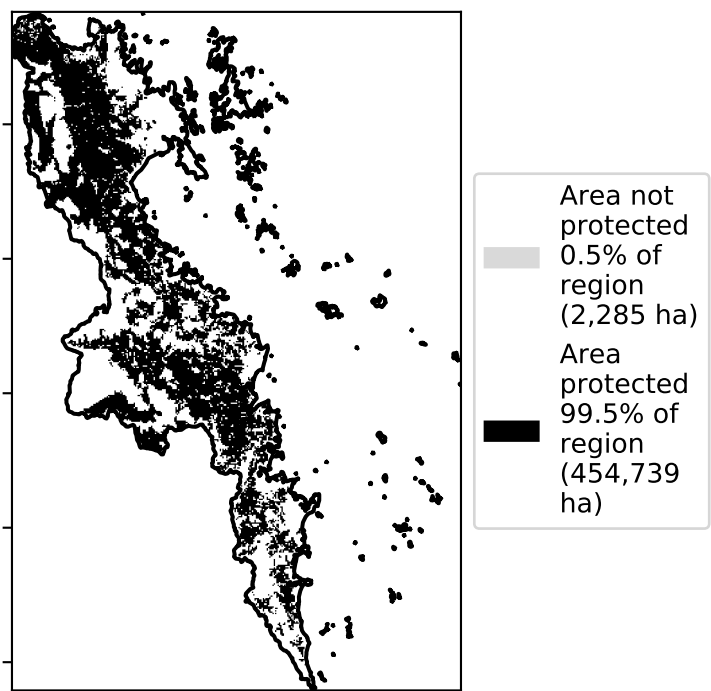 Area not
protected
0.5% of
region
(2,285 ha)
Area
protected
99.5% of
region
(454,739
ha)